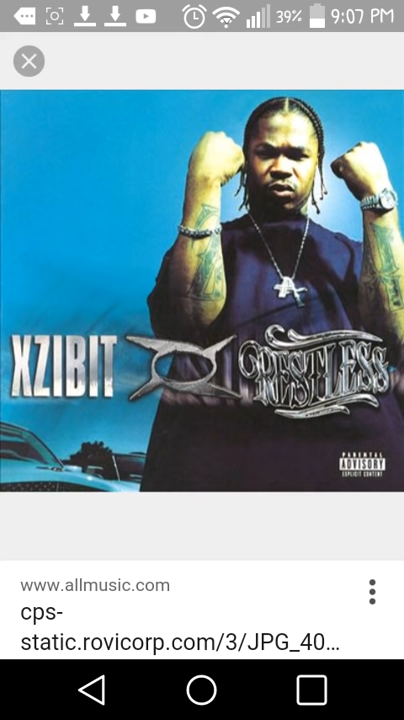 39% 9:07 PM
XZIBIT RESTLESS
PARENTAL
ADVISORY
EXPLICIT CONTENT
www.allmusic.com
cps-
static.rovicorp.com/3/JPG_40...